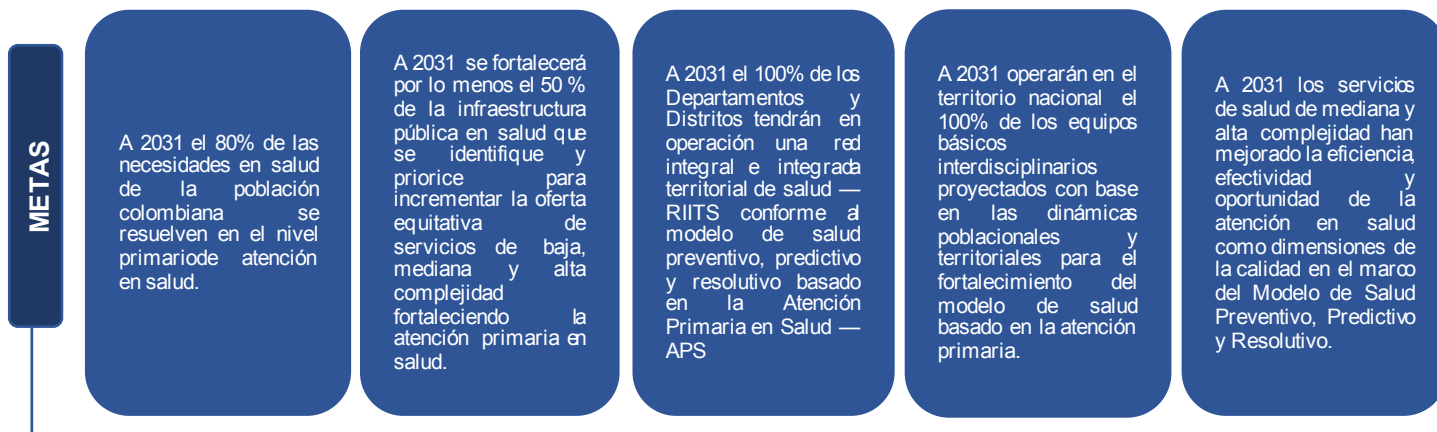 METAS
A 2031 el 80% de las
necesidades en salud
de la población
colombiana se
resuelven en el nivel
primariode atención
en salud.
A 2031 se fortalecerá
por lo menos el 50 %
de la infraestructura
pública en salud que
se identifique y
priorice para
incrementar la oferta
equitativa de
servicios de baja,
mediana y alta
complejidad
fortaleciendo la
atención primaria en
salud.
A 2031 el 100% de los
Departamentos y
Distritos tendrán en
operación una red
integral e integrada
territorial de salud —
RIITS conforme al
modelo de salud
preventivo, predictivo
y resolutivo basado
en la Atención
Primaria en Salud —
APS
A 2031 operarán en el
territorio nacional el
100% de los equipos
básicos
interdisciplinarios
proyectados con base
en las dinámicas
poblacionales y
territoriales para el
fortalecimiento del
modelo de salud
basado en la atención
primaria.
A 2031 los servicios
de salud de mediana y
alta complejidad han
mejorado la eficiencia,
efectividad y
oportunidad de la
atención en salud
como dimensiones de
la calidad en el marco
del Modelo de Salud
Preventivo, Predictivo
y Resolutivo.